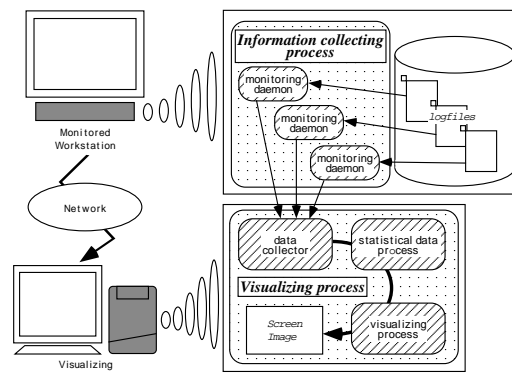 Information collecting
process
monitoring
daemon
monitoring
daemon
monitoring
daemon
logfiles
Monitored
Workstation
Network
data
collector
statistical data
process
Visualizing process
Screen
Image
visualizing
process
Visualizing